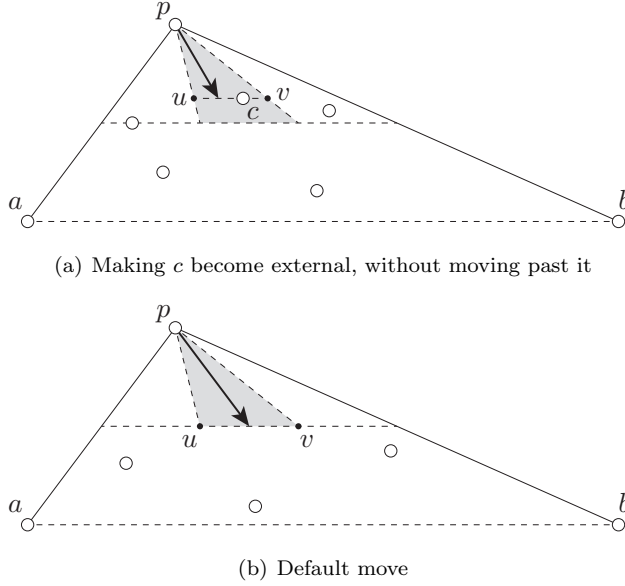 p
u
v
c
a
b
(a) Making c become external, without moving past it
p
u
v
a
b
(b) Default move